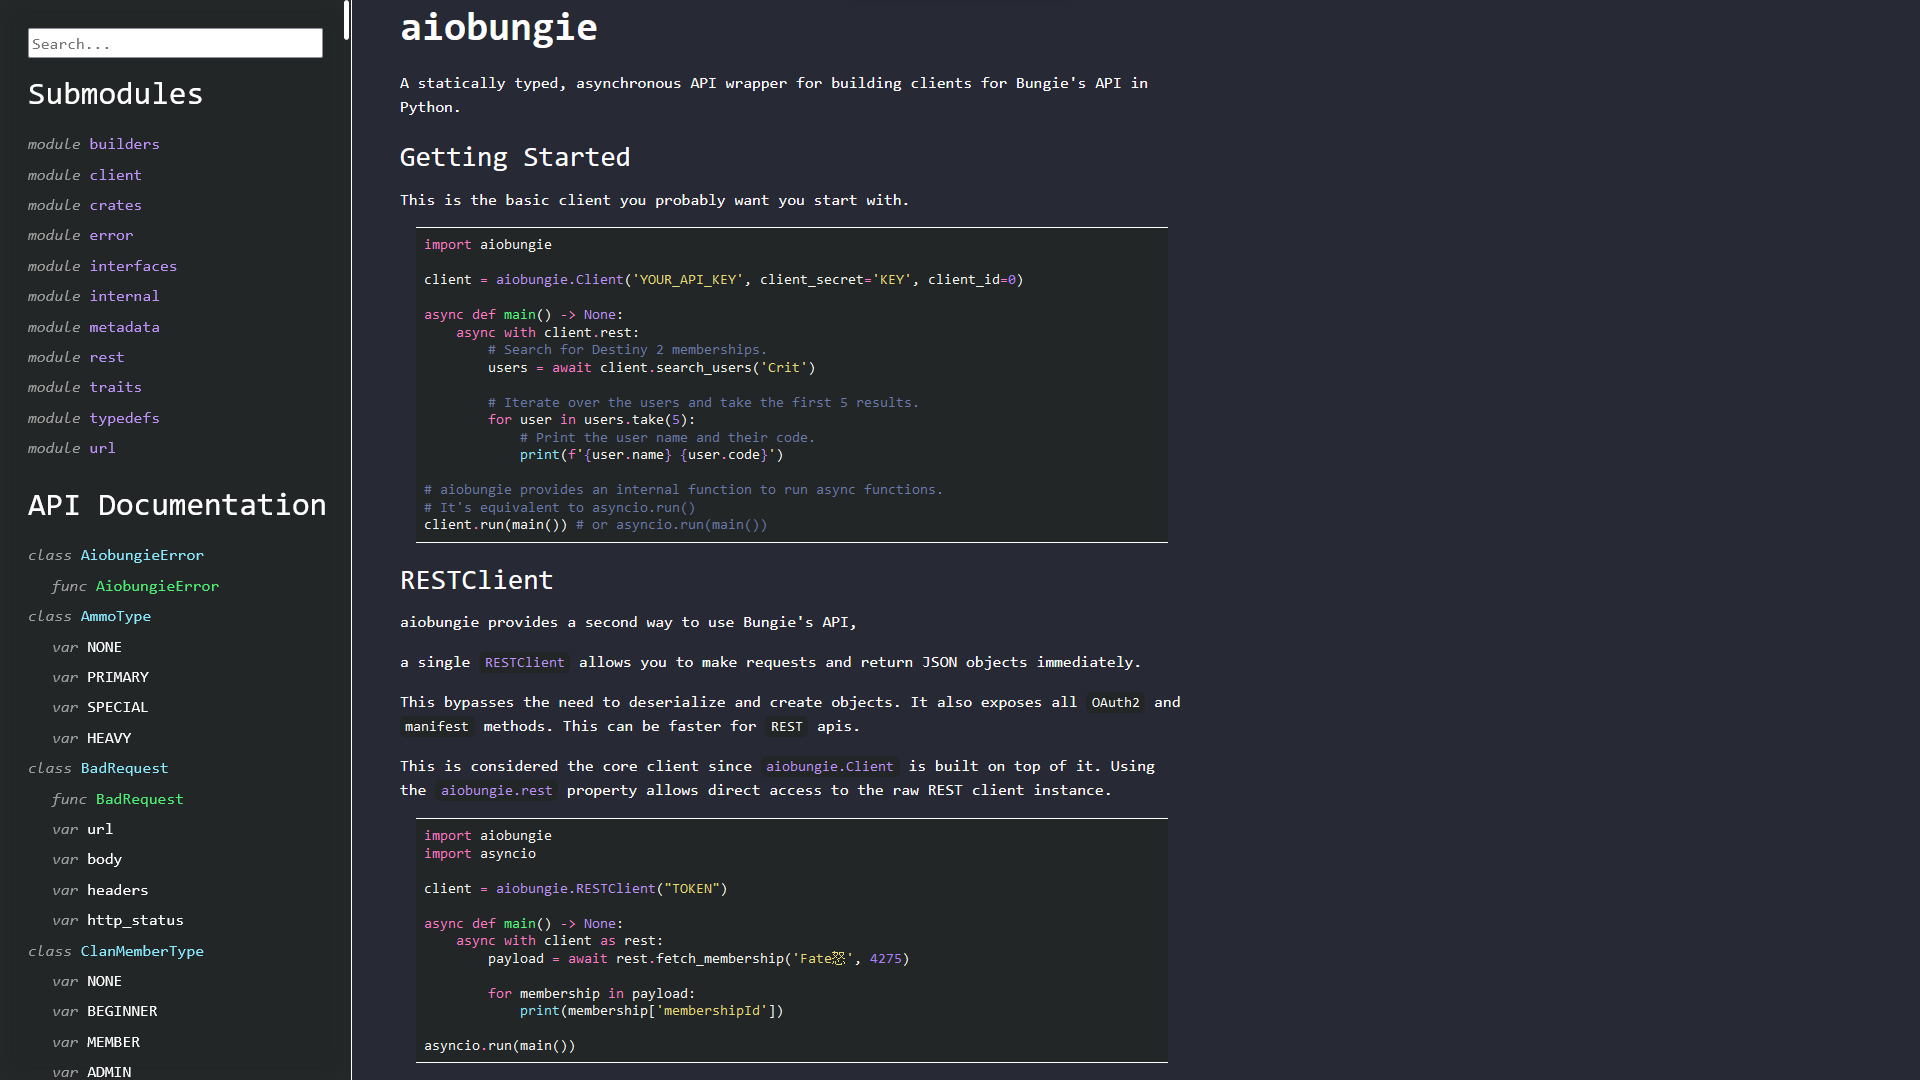 Search...
Submodules
module builders
module client
module crates
module error
module interfaces
module internal
module metadata
module rest
module traits
module typedefs
module url
API Documentation
class AiobungieError
func AiobungieError
class AmmoType
var NONE
var PRIMARY
var SPECIAL
var HEAVY
class BadRequest
func BadRequest
var url
var body
var headers
var http_status
class ClanMemberType
var NONE
var BEGINNER
var MEMBER
var ADMIN
aiobungie
A statically typed, asynchronous API wrapper for building clients for Bungie's API in
Python.
Getting Started
This is the basic client you probably want you start with.
import aiobungie
client = aiobungie.Client('YOUR_API_KEY', client_secret='KEY', client_id=0)
async def main() -> None:
async with client.rest:
# Search for Destiny 2 memberships.
users = await client.search_users('Crit')
# Iterate over the users and take the first 5 results.
for user in users.take(5):
# Print the user name and their code.
print(f'{user.name} {user.code}')
# aiobungie provides an internal function to run async functions.
# It's equivalent to asyncio.run()
client.run(main()) # or asyncio.run(main())
RESTClient
aiobungie provides a second way to use Bungie's API,
a single RESTClient allows you to make requests and return JSON objects immediately.
This bypasses the need to deserialize and create objects. It also exposes all OAuth2 and
manifest methods. This can be faster for REST apis.
This is considered the core client since aiobungie.Client is built on top of it. Using
the aiobungie.rest property allows direct access to the raw REST client instance.
import aiobungie
import asyncio
client = aiobungie.RESTClient("TOKEN")
async def main() -> None:
async with client as rest:
payload = await rest.fetch_membership('Fate', 4275)
for membership in payload:
print(membership['membershipId'])
asyncio.run(main())